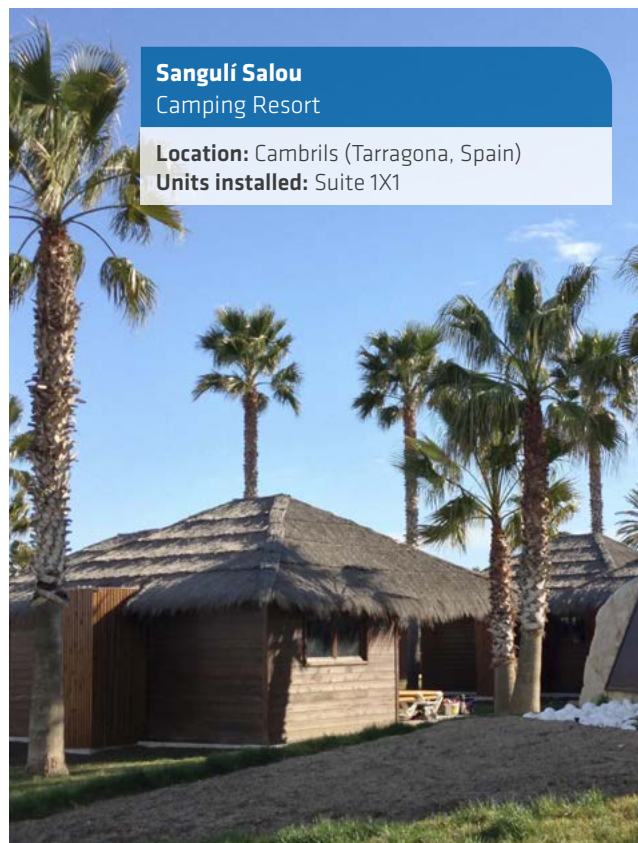 Sangulí Salou
Camping Resort
Location: Cambrils (Tarragona, Spain)
Units installed: Suite 1X1